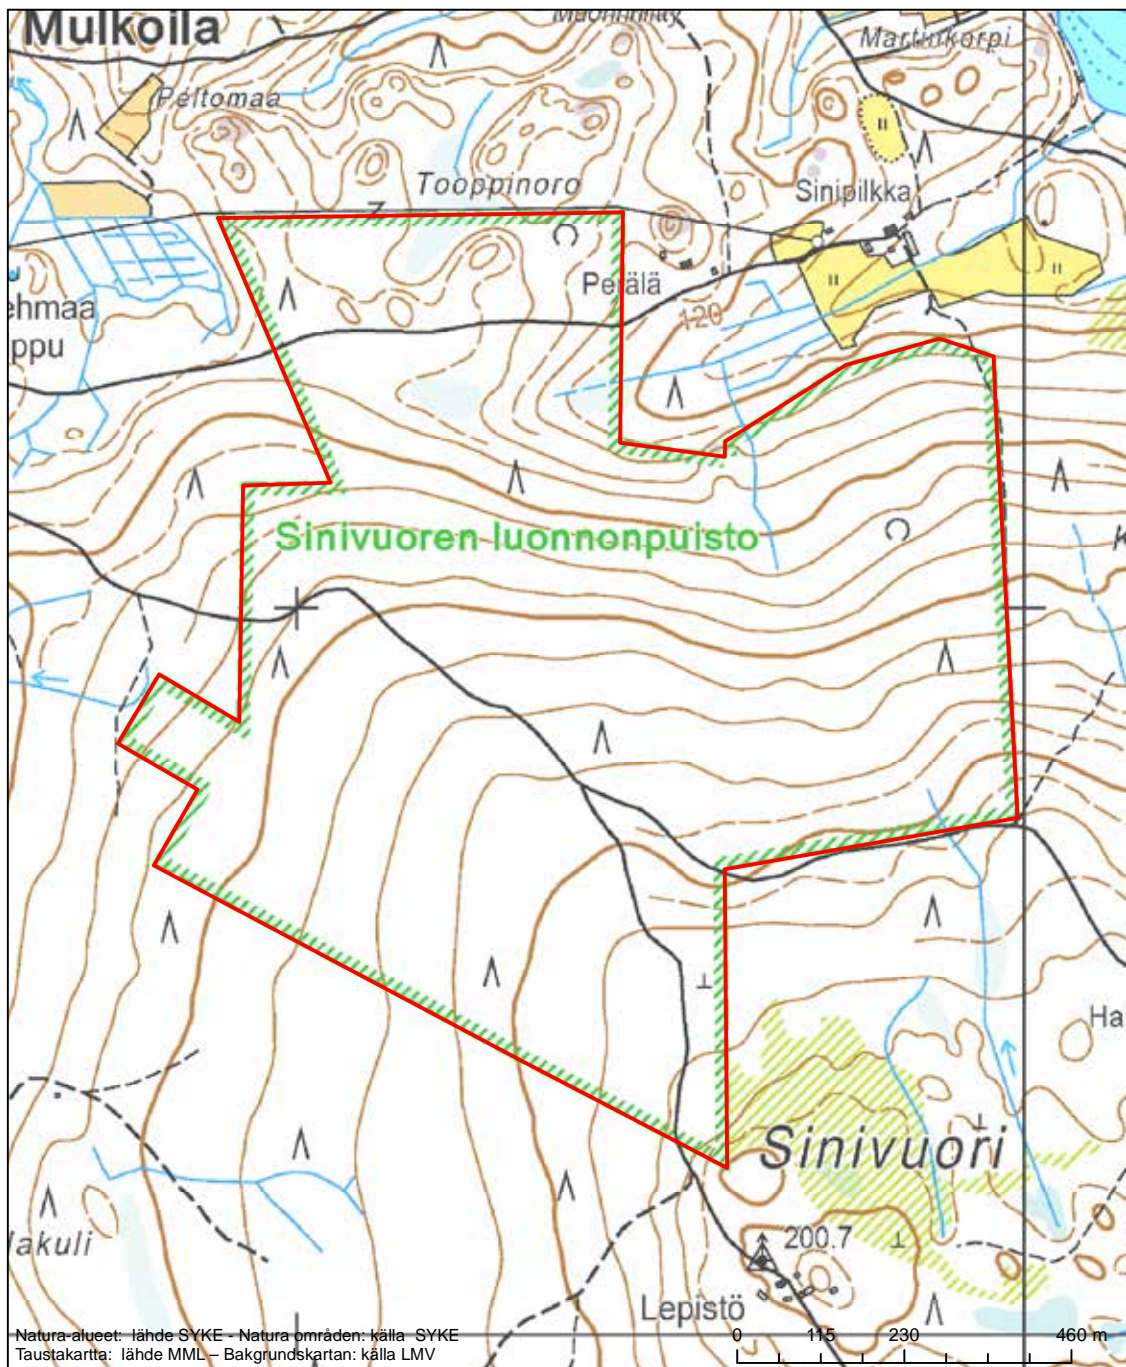 Mulkoila
Martinkorpi
Peltomaa
Tooppinoro
Sinipilkka
Perälä
120
ehmaa
ppu
Sinivuoren luonnonpuisto
K
Ha
Sinivuori
200.7
Lepistö
Natura-alueet: lähde SYKE - Natura områden: källa SYKE
Taustakartta: lähde MML – Bakgrundskartan: källa LMV
0 115 230 460 m